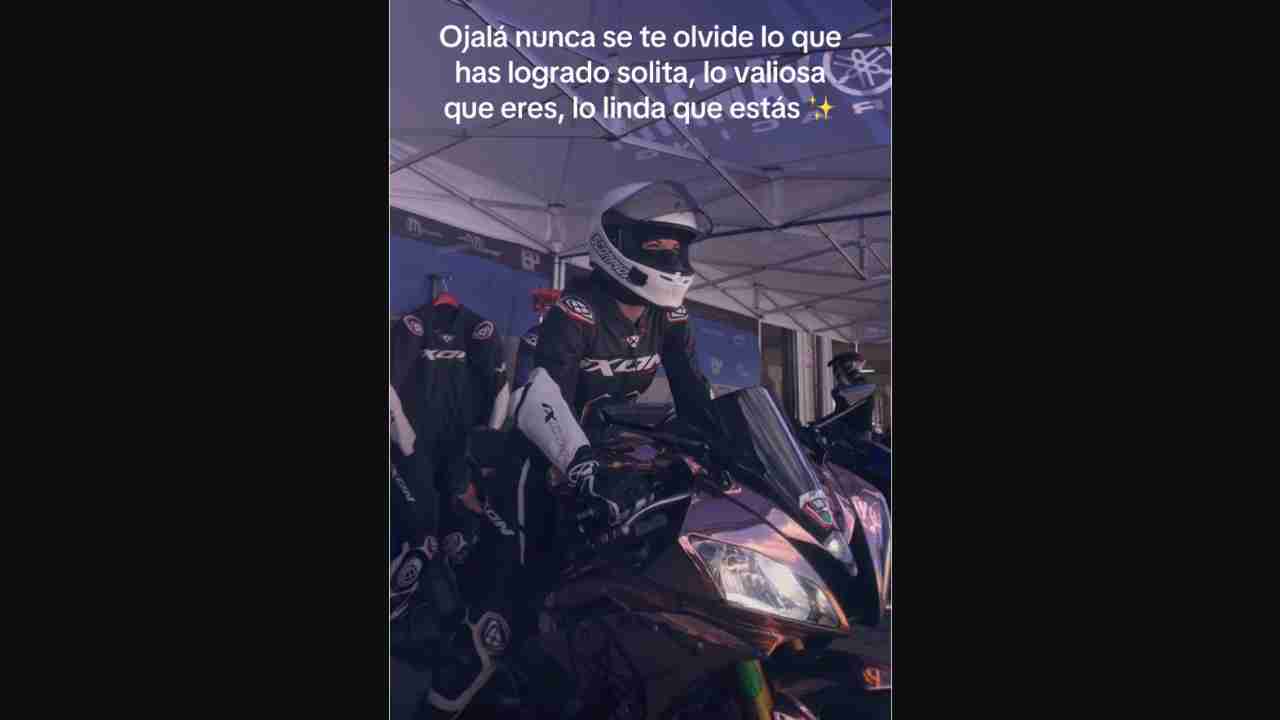 Ojalá nunca se te olvide lo que
has logrado solita, lo valiosa
que eres, lo linda que estás ✨
IXON
IXON